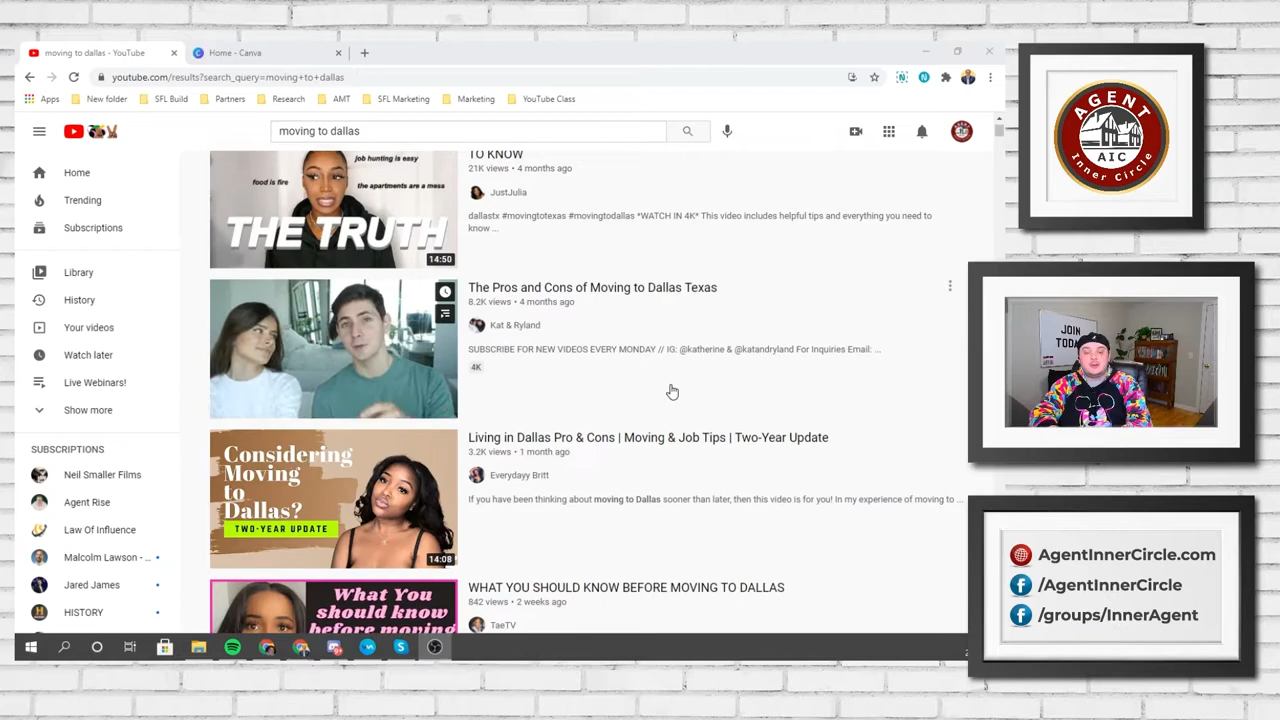 moving to dallas - YouTube
Home - Canva
youtube.com/results?search_query=moving+to+dallas
Apps
New folder
SFL Build
Partners
Research
AMT
SFL Marketing
Marketing
YouTube Class
moving to dallas
Home
Trending
Subscriptions
Library
History
Your videos
Watch later
Live Webinars!
Show more
SUBSCRIPTIONS
Neil Smaller Films
Agent Rise
Law Of Influence
Malcolm Lawson - ...
Jared James
HISTORY
job hunting is easy
food is fire
the apartments are a mess
THE TRUTH
14:50
TO KNOW
21K views • 4 months ago
JustJulia
dallastx #movingtotexas #movingtodallas *WATCH IN 4K* This video includes helpful tips and everything you need to
know ...
The Pros and Cons of Moving to Dallas Texas
8.2K views • 4 months ago
Kat & Ryland
SUBSCRIBE FOR NEW VIDEOS EVERY MONDAY // IG: @katherine & @katandryland For Inquiries Email: ...
4K
Considering
Moving
to
Dallas?
TWO-YEAR UPDATE
14:08
Living in Dallas Pro & Cons | Moving & Job Tips | Two-Year Update
3.2K views • 1 month ago
Everydayy Britt
If you have been thinking about moving to Dallas sooner than later, then this video is for you! In my experience of moving to ...
What You
should know
before moving
WHAT YOU SHOULD KNOW BEFORE MOVING TO DALLAS
842 views • 2 weeks ago
TaeTV
AGENT
AIC
Inner Circle
JOIN
TODA
AgentInnerCircle.com
/AgentInnerCircle
/groups/InnerAgent